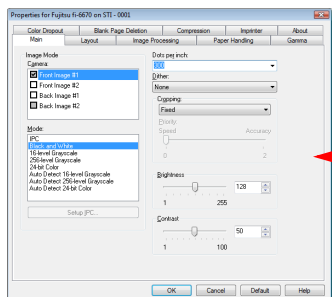 Properties for Fujitsu fi-6670 on STI - 0001
Color Dropout Blank Page Deletion Compression Imprinter About
Main Layout Image Processing Paper Handling Gamma
Image Mode
Camera:
Front Image #1
Front Image #2
Back Image #1
Back Image #2
Mode:
IPC
Black and White
16-level Grayscale
256-level Grayscale
24-bit Color
Auto Detect 16-level Grayscale
Auto Detect 256-level Grayscale
Auto Detect 24-bit Color
Setup IPC...
Dots per inch:
300
Dither:
None
Cropping:
Fixed
Priority:
Speed Accuracy
0 2
Brightness
128
1 255
Contrast
50
1 100
OK Cancel Default Help